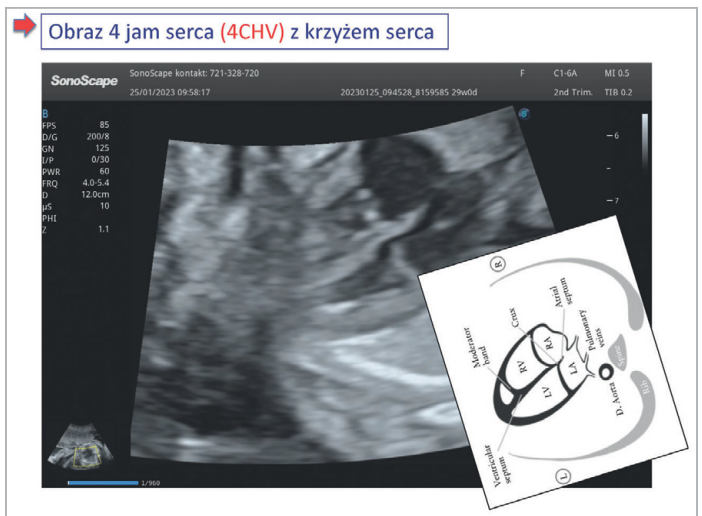 Obraz 4 jam serca (4CHV) z krzyżem serca
SonoScape
SonoScape kontakt: 721-328-720
F
C1-6A
MI 0.5
25/01/2023 09:58:17
20230125_094528_8159585 29w0d
2nd Trim.
TIB 0.2
B
FPS 85
D/G 200/8
GN 125
I/P 0/30
PWR 60
FRQ 4.0-5.4
D 12.0cm
µS 10
PHI
Z 1.1
6
7
R
Moderator
band
Crux
Atrial
septum
Pulmonary
veins
RV
RA
LV
LA
Spine
Rib
D. Aorta
Ventricular
septum
L
1/960